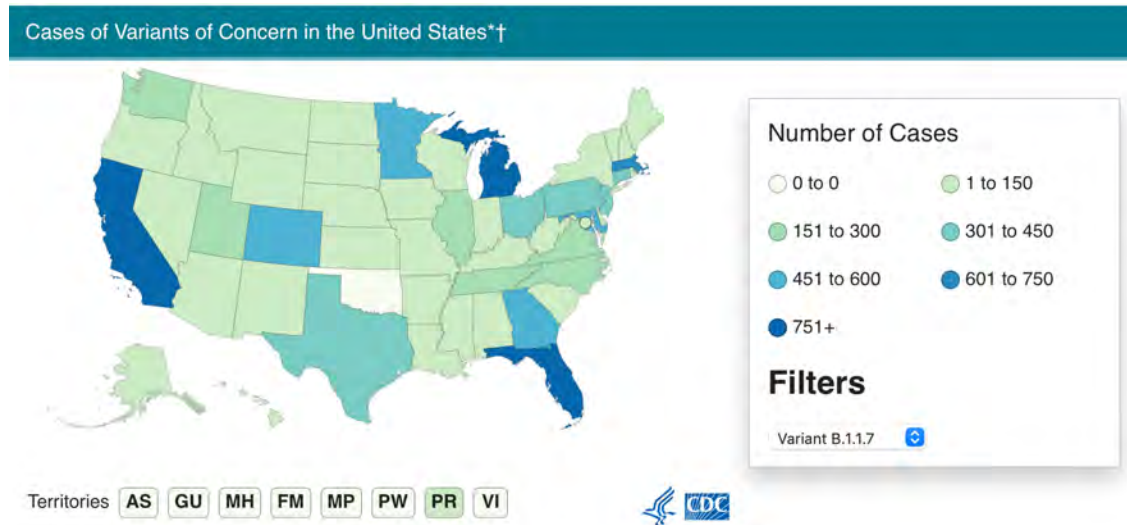 Cases of Variants of Concern in the United States*†
Number of Cases
0 to 0
1 to 150
151 to 300
301 to 450
451 to 600
601 to 750
751+
Filters
Variant B.1.1.7
Territories AS GU MH FM MP PW PR VI
CDC